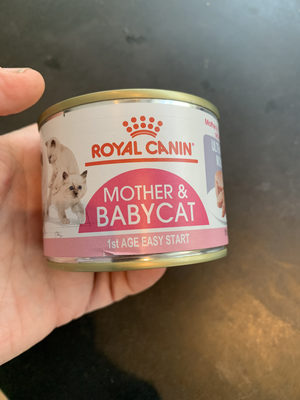 ROYAL CANIN
MOTHER &
BABYCAT
1st AGE EASY START